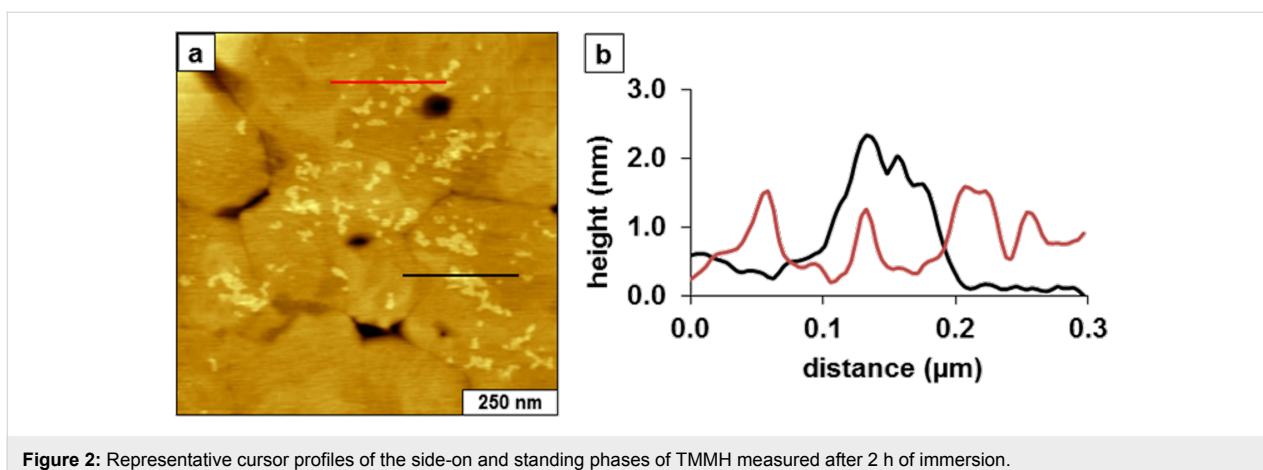 a
250 nm
b
3.0
2.0
1.0
0.0
height (nm)
0.0 0.1 0.2 0.3
distance (µm)
Figure 2: Representative cursor profiles of the side-on and standing phases of TMMH measured after 2 h of immersion.